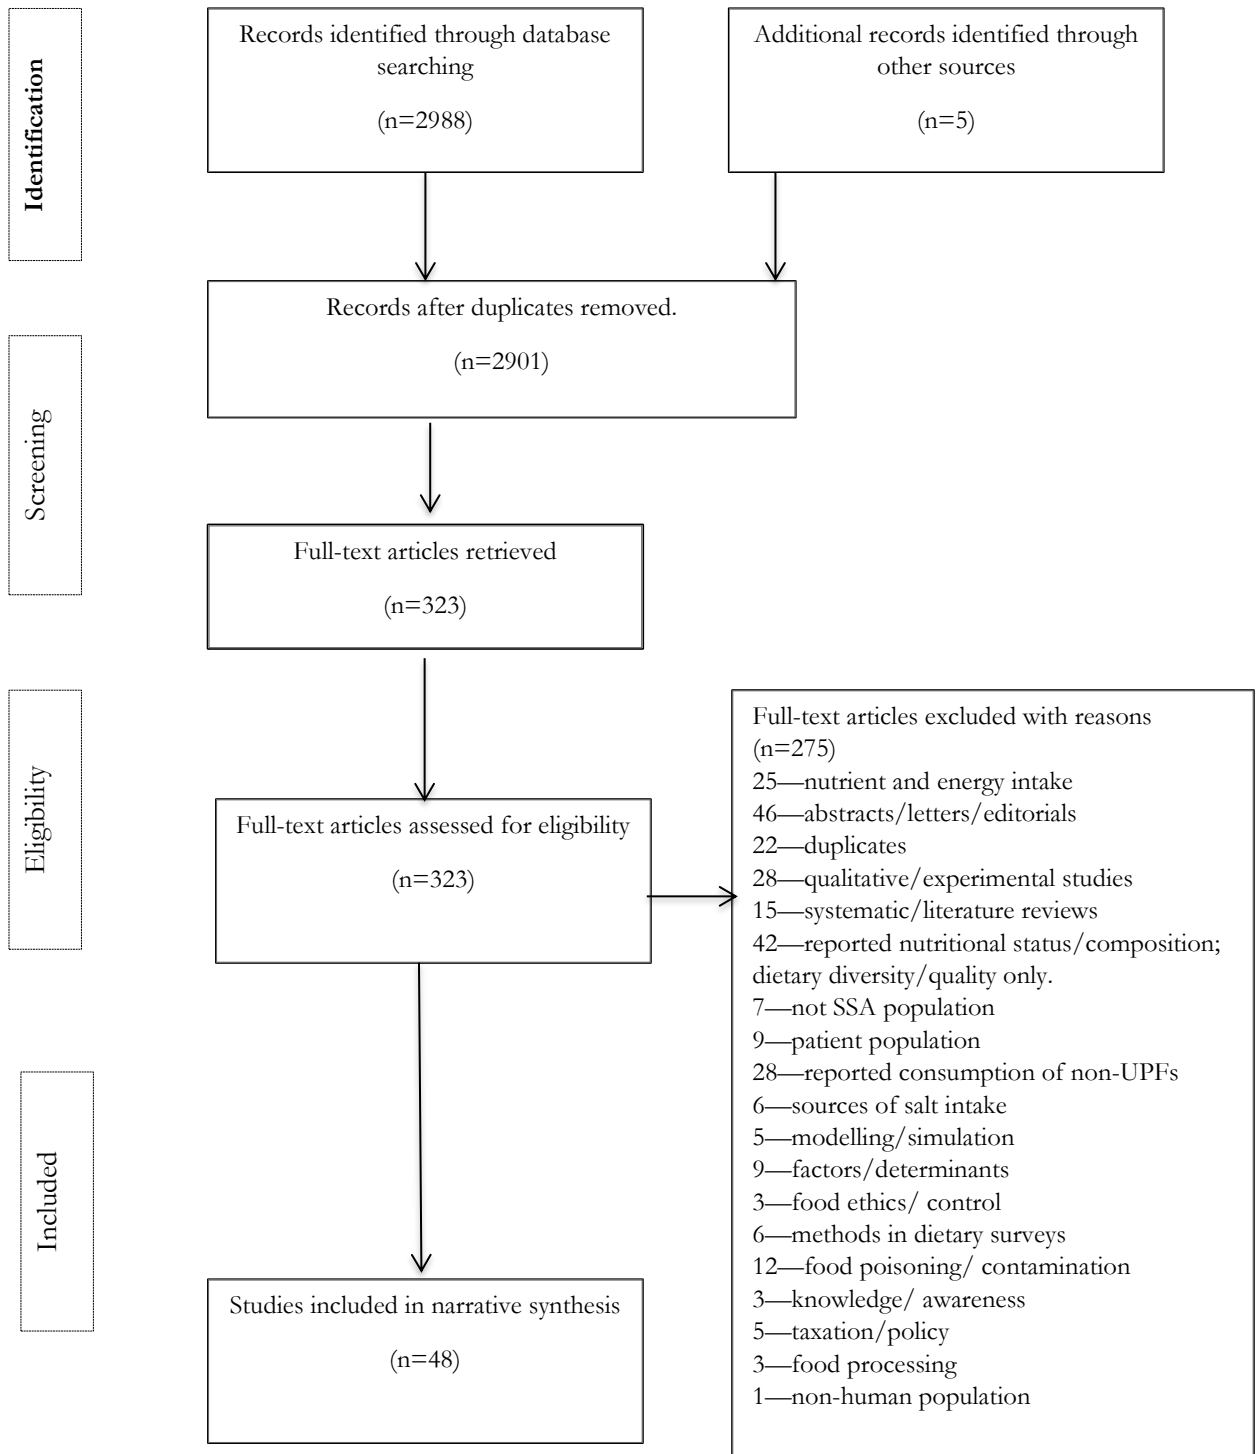 Identification
Records identified through database
searching
(n=2988)
Additional records identified through
other sources
(n=5)
Screening
Records after duplicates removed.
(n=2901)
Full-text articles retrieved
(n=323)
Eligibility
Full-text articles assessed for eligibility
(n=323)
Full-text articles excluded with reasons
(n=275)
25—nutrient and energy intake
46—abstracts/letters/editorials
22—duplicates
28—qualitative/experimental studies
15—systematic/literature reviews
42—reported nutritional status/composition;
dietary diversity/quality only.
7—not SSA population
9—patient population
28—reported consumption of non-UPFs
6—sources of salt intake
5—modelling/simulation
9—factors/determinants
3—food ethics/ control
6—methods in dietary surveys
12—food poisoning/ contamination
3—knowledge/ awareness
5—taxation/policy
3—food processing
1—non-human population
Included
Studies included in narrative synthesis
(n=48)